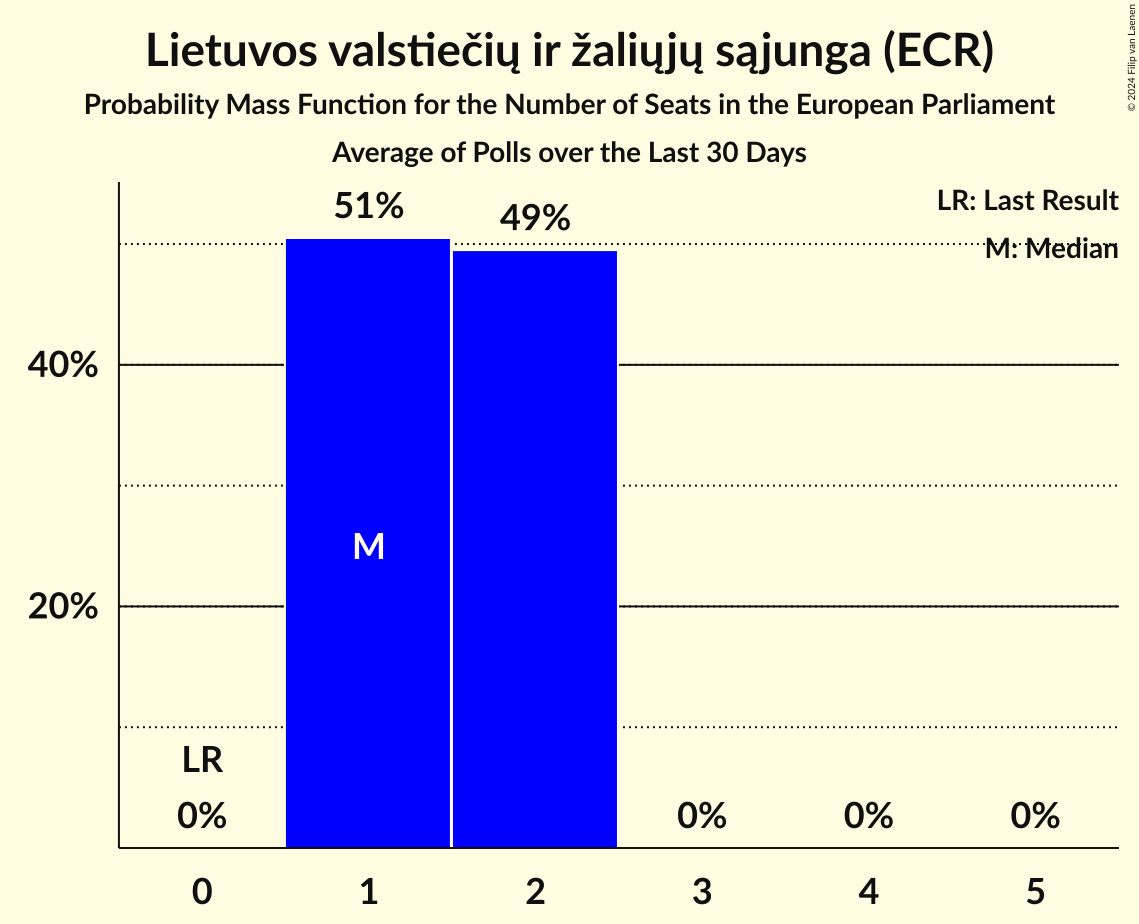 Lietuvos valstiečių ir žaliųjų sąjunga (ECR)
Probability Mass Function for the Number of Seats in the European Parliament
Average of Polls over the Last 30 Days
© 2024 Filip van Laenen
LR: Last Result
M: Median
51%
49%
40%
20%
M
LR
0%
0%
0%
0%
0
1
2
3
4
5